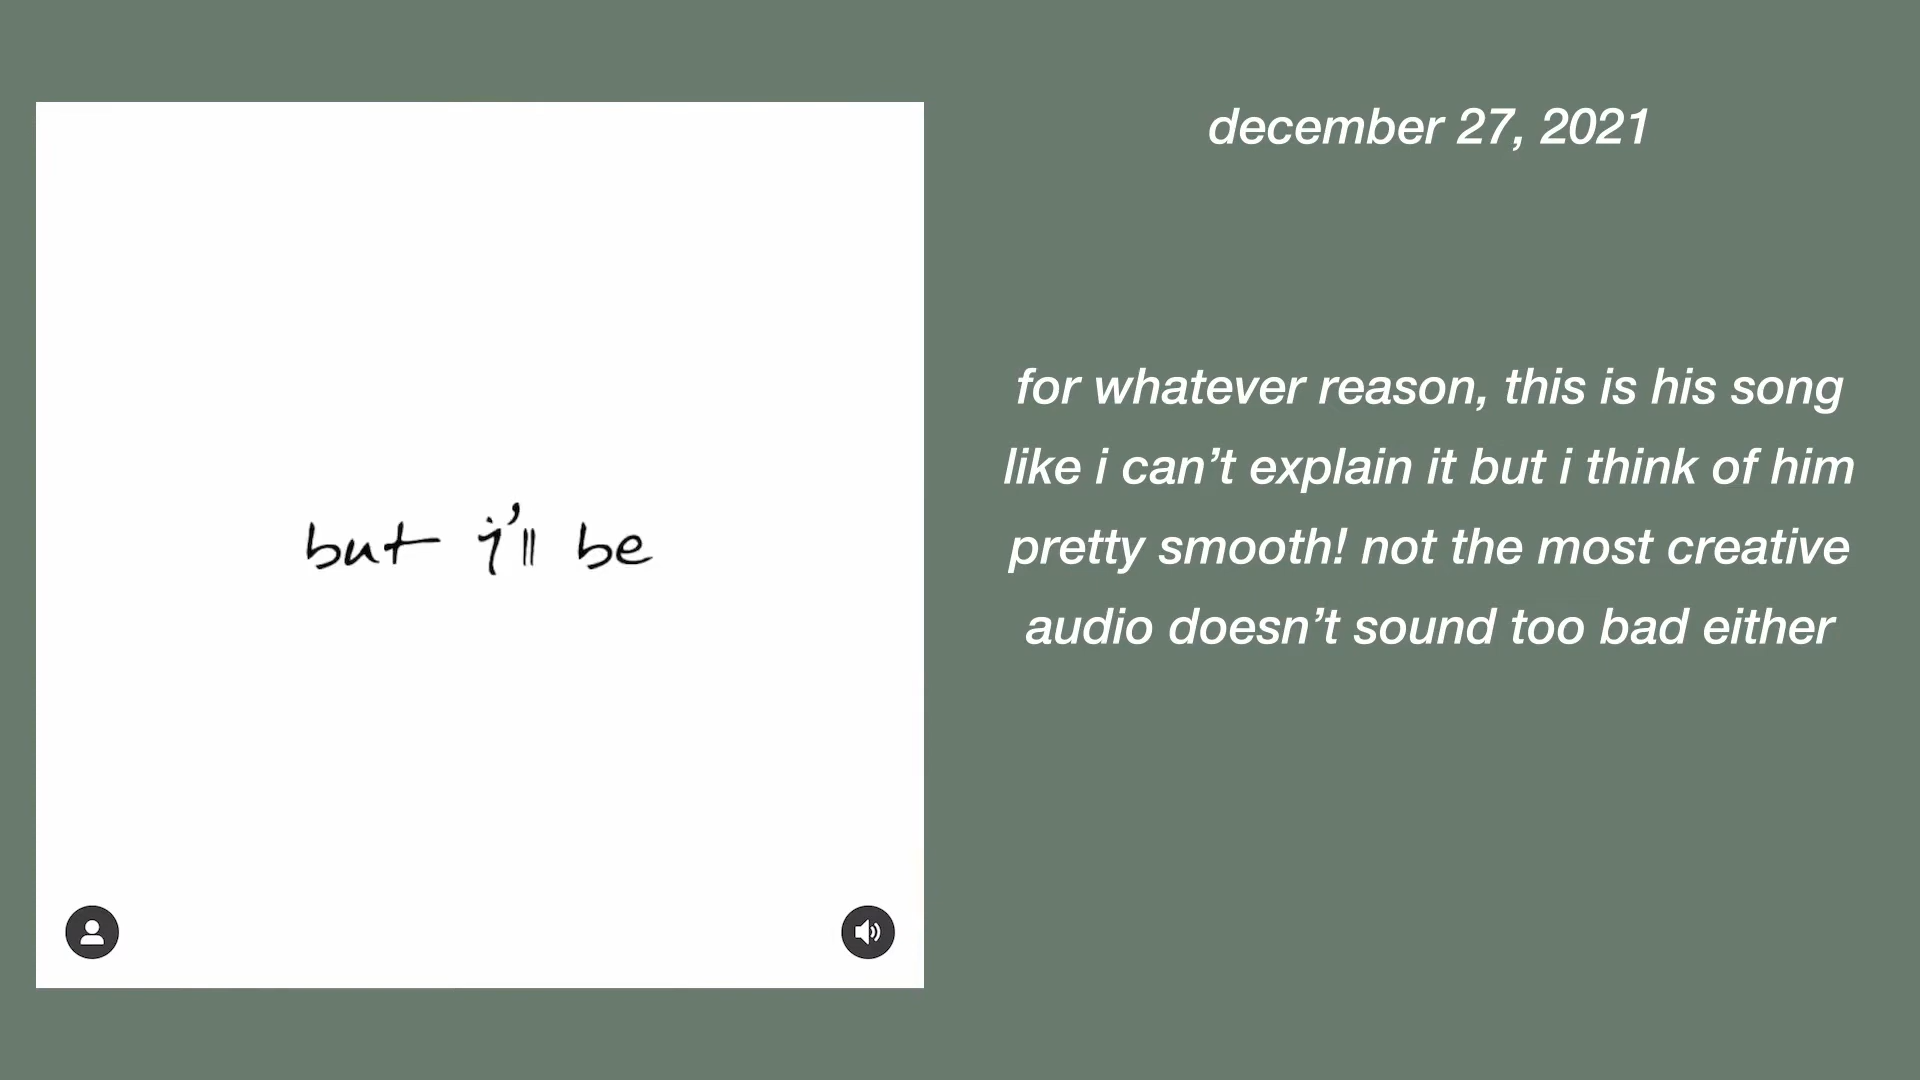 but i'll be
december 27, 2021
for whatever reason, this is his song
like i can’t explain it but i think of him
pretty smooth! not the most creative
audio doesn’t sound too bad either